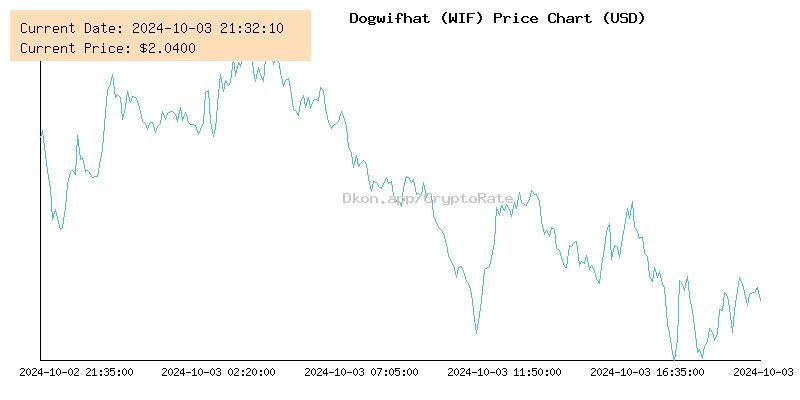 Dogwifhat (WIF) Price Chart (USD)
Current Date: 2024-10-03 21:32:10
Current Price: $2.0400
Dkon.app/CryptoRate
2024-10-02 21:35:00 2024-10-03 02:20:00 2024-10-03 07:05:00 2024-10-03 11:50:00 2024-10-03 16:35:00 2024-10-03